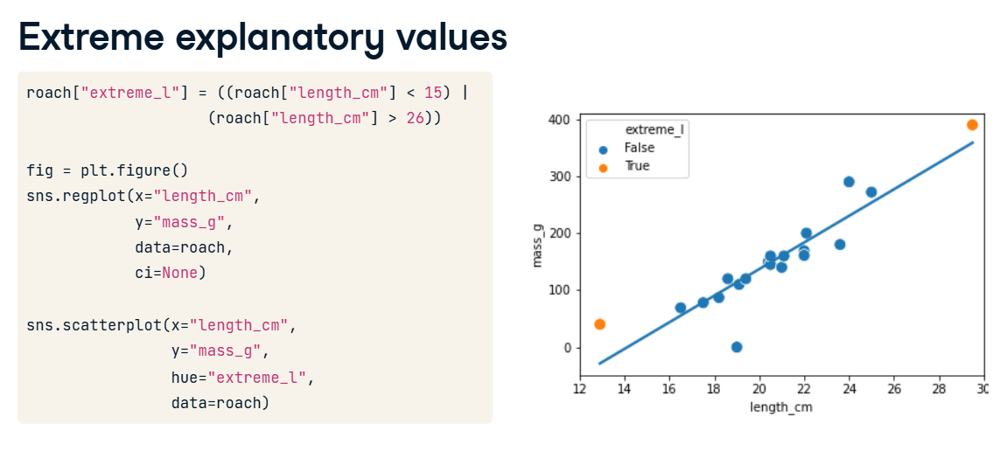 Extreme explanatory values
roach["extreme_l"] = ((roach["length_cm"] < 15) |
(roach["length_cm"] > 26))
fig = plt.figure()
sns.regplot(x="length_cm",
y="mass_g",
data=roach,
ci=None)
sns.scatterplot(x="length_cm",
y="mass_g",
hue="extreme_l",
data=roach)
extreme_l
False
True
400
300
200
100
0
mass_g
12 14 16 18 20 22 24 26 28 30
length_cm